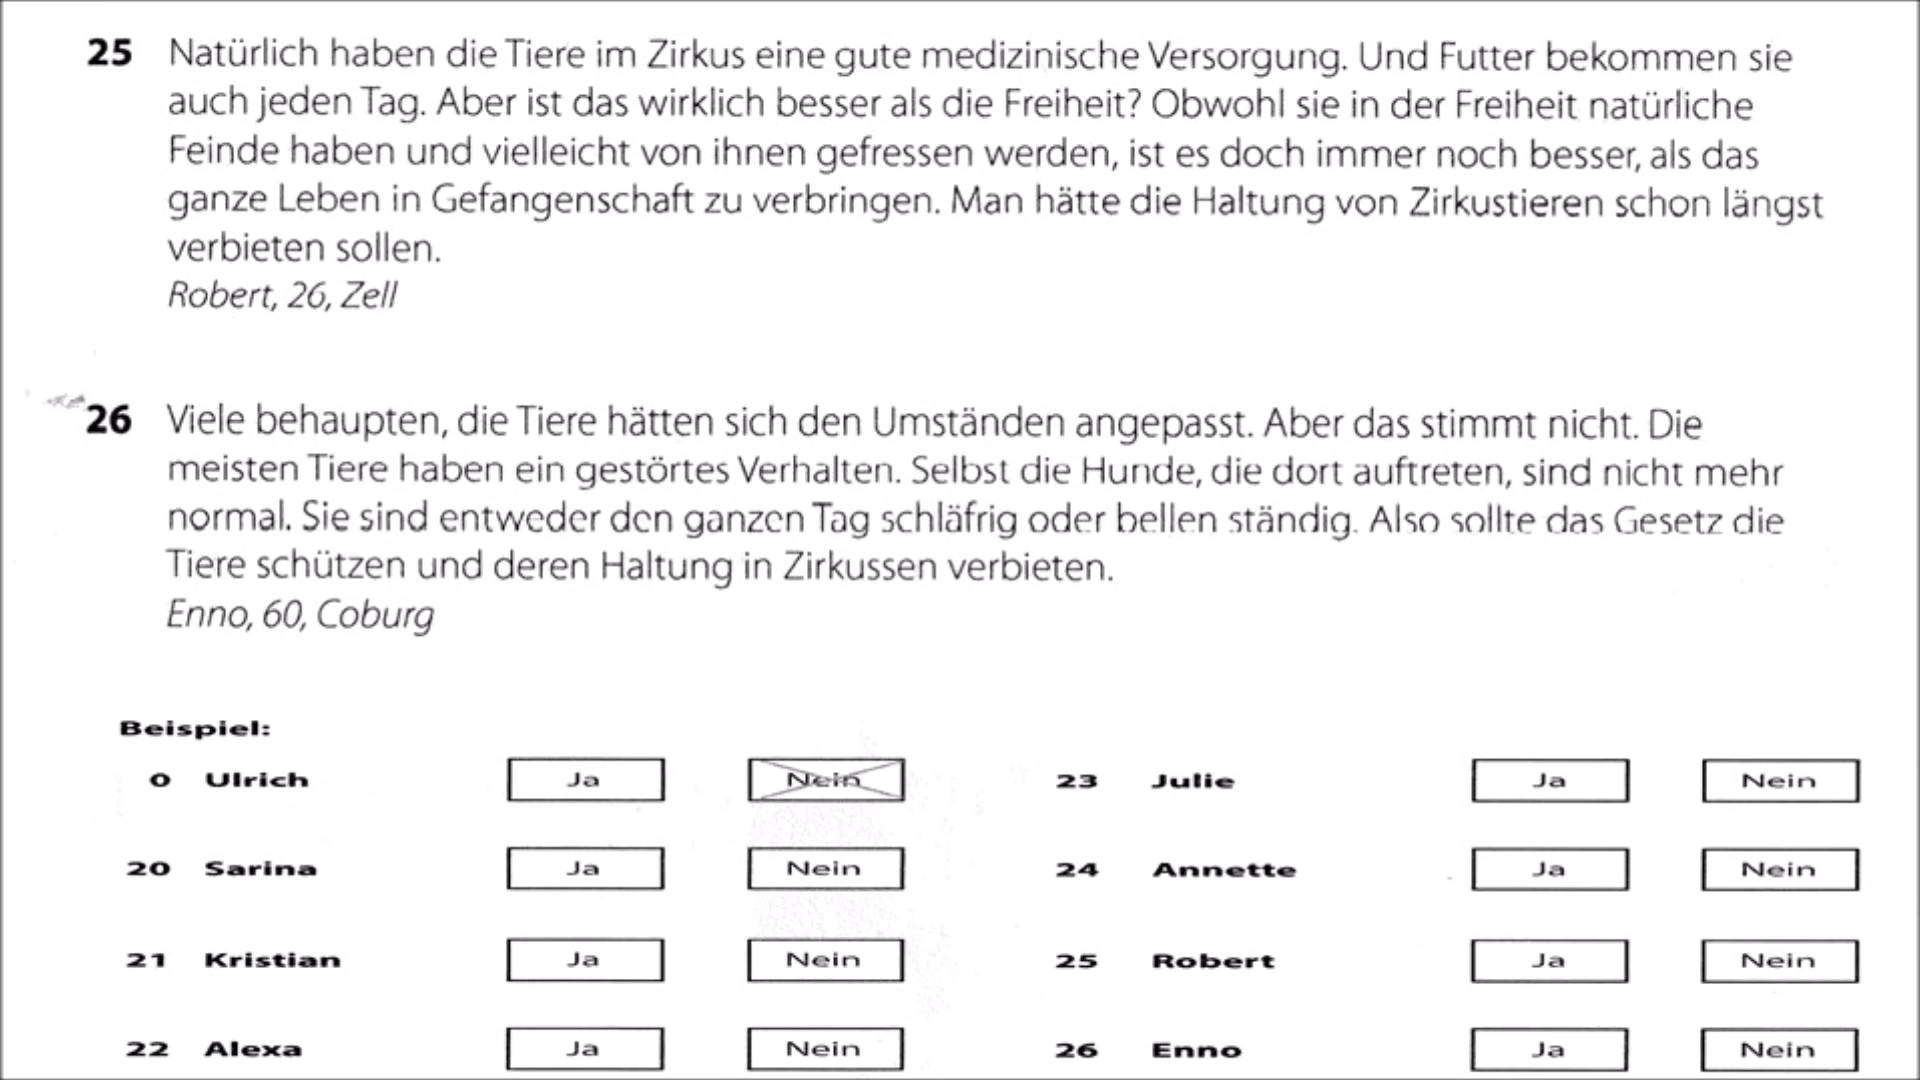 25 Natürlich haben die Tiere im Zirkus eine gute medizinische Versorgung. Und Futter bekommen sie
auch jeden Tag. Aber ist das wirklich besser als die Freiheit? Obwohl sie in der Freiheit natürliche
Feinde haben und vielleicht von ihnen gefressen werden, ist es doch immer noch besser, als das
ganze Leben in Gefangenschaft zu verbringen. Man hätte die Haltung von Zirkustieren schon längst
verbieten sollen.
Robert, 26, Zell
26 Viele behaupten, die Tiere hätten sich den Umständen angepasst. Aber das stimmt nicht. Die
meisten Tiere haben ein gestörtes Verhalten. Selbst die Hunde, die dort auftreten, sind nicht mehr
normal. Sie sind entweder den ganzen Tag schläfrig oder bellen ständig. Also sollte das Gesetz die
Tiere schützen und deren Haltung in Zirkussen verbieten.
Enno, 60, Coburg
Beispiel:
0 Ulrich Ja Nein 23 Julie Ja Nein
20 Sarina Ja Nein 24 Annette Ja Nein
21 Kristian Ja Nein 25 Robert Ja Nein
22 Alexa Ja Nein 26 Enno Ja Nein